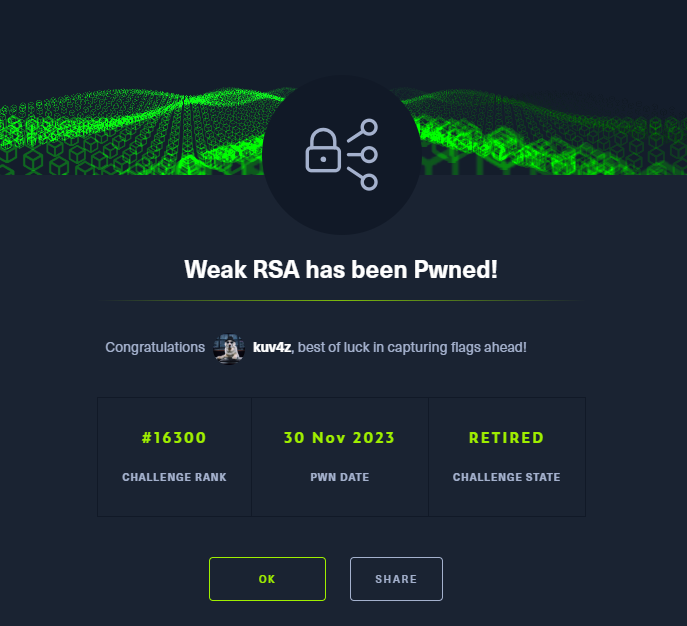 Weak RSA has been Pwned!
Congratulations kuv4z, best of luck in capturing flags ahead!
#16300 30 Nov 2023 RETIRED
CHALLENGE RANK PWN DATE CHALLENGE STATE
OK SHARE